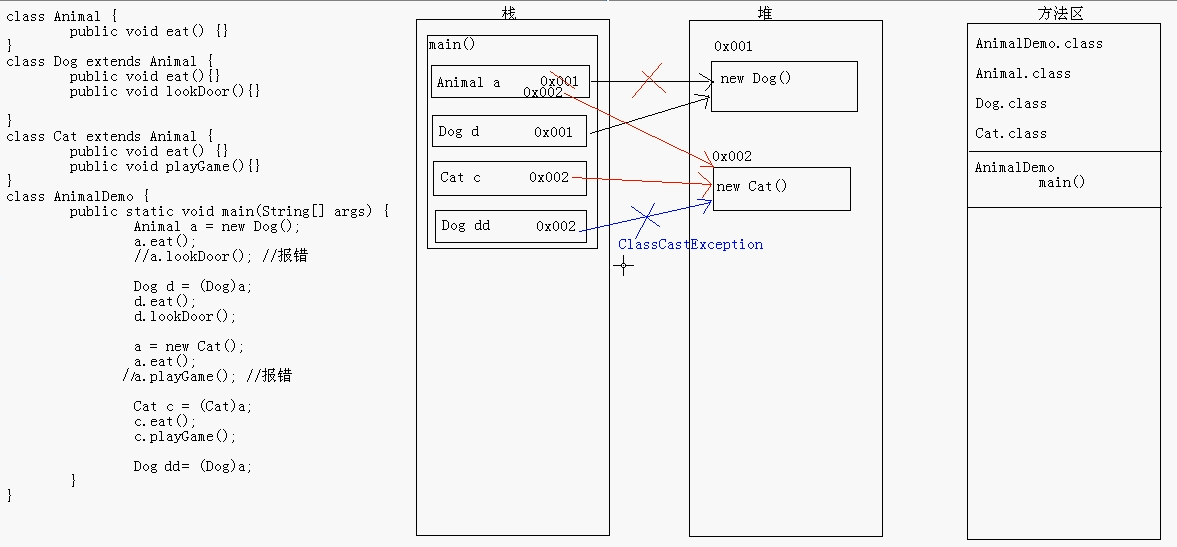 class Animal {
public void eat() {}
}
class Dog extends Animal {
public void eat(){}
public void lookDoor(){}
}
class Cat extends Animal {
public void eat() {}
public void playGame(){}
}
class AnimalDemo {
public static void main(String[] args) {
Animal a = new Dog();
a.eat();
//a.lookDoor(); //报错
Dog d = (Dog)a;
d.eat();
d.lookDoor();
a = new Cat();
a.eat();
//a.playGame(); //报错
Cat c = (Cat)a;
c.eat();
c.playGame();
Dog dd= (Dog)a;
}
}
栈
main()
Animal a 0x001
0x002
Dog d 0x001
Cat c 0x002
Dog dd 0x002
堆
0x001
new Dog()
0x002
new Cat()
ClassCastException
方法区
AnimalDemo.class
Animal.class
Dog.class
Cat.class
AnimalDemo
main()